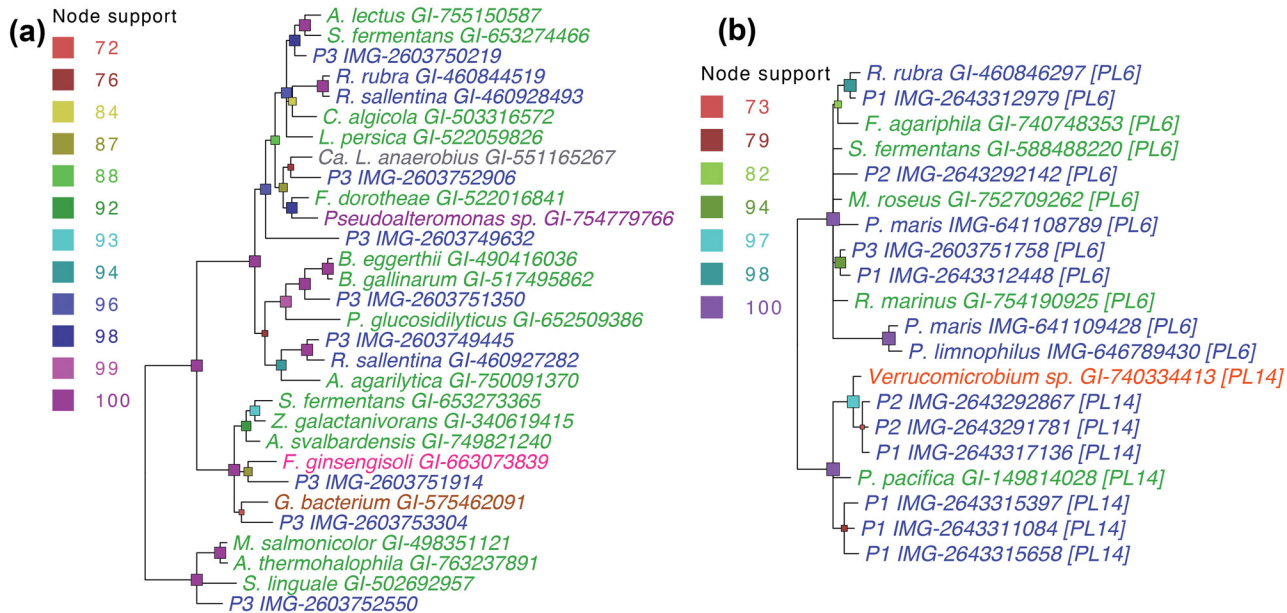 (a)
Node support
72
76
84
87
88
92
93
94
96
98
99
100
A. lectus GI-755150587
S. fermentans GI-653274466
P3 IMG-2603750219
R. rubra GI-460844519
R. sallentina GI-460928493
C. algicola GI-503316572
L. persica GI-522059826
Ca. L. anaerobius GI-551165267
P3 IMG-2603752906
F. dorotheae GI-522016841
Pseudoalteromonas sp. GI-754779766
P3 IMG-2603749632
B. eggerthii GI-490416036
B. gallinarum GI-517495862
P3 IMG-2603751350
P. glucosidilyticus GI-652509386
P3 IMG-2603749445
R. sallentina GI-460927282
A. agarilytica GI-750091370
S. fermentans GI-653273365
Z. galactanivorans GI-340619415
A. svalbardensis GI-749821240
F. ginsengisoli GI-663073839
P3 IMG-2603751914
G. bacterium GI-575462091
P3 IMG-2603753304
M. salmonicolor GI-498351121
A. thermohalophila GI-763237891
S. linguale GI-502692957
P3 IMG-2603752550
(b)
Node support
73
79
82
94
97
98
100
R. rubra GI-460846297 [PL6]
P1 IMG-2643312979 [PL6]
F. agariphila GI-740748353 [PL6]
S. fermentans GI-588488220 [PL6]
P2 IMG-2643292142 [PL6]
M. roseus GI-752709262 [PL6]
P. maris IMG-641108789 [PL6]
P3 IMG-2603751758 [PL6]
P1 IMG-2643312448 [PL6]
R. marinus GI-754190925 [PL6]
P. maris IMG-641109428 [PL6]
P. limnophilus IMG-646789430 [PL6]
Verrucomicrobium sp. GI-740334413 [PL14]
P2 IMG-2643292867 [PL14]
P2 IMG-2643291781 [PL14]
P1 IMG-2643317136 [PL14]
P. pacifica GI-149814028 [PL14]
P1 IMG-2643315397 [PL14]
P1 IMG-2643311084 [PL14]
P1 IMG-2643315658 [PL14]